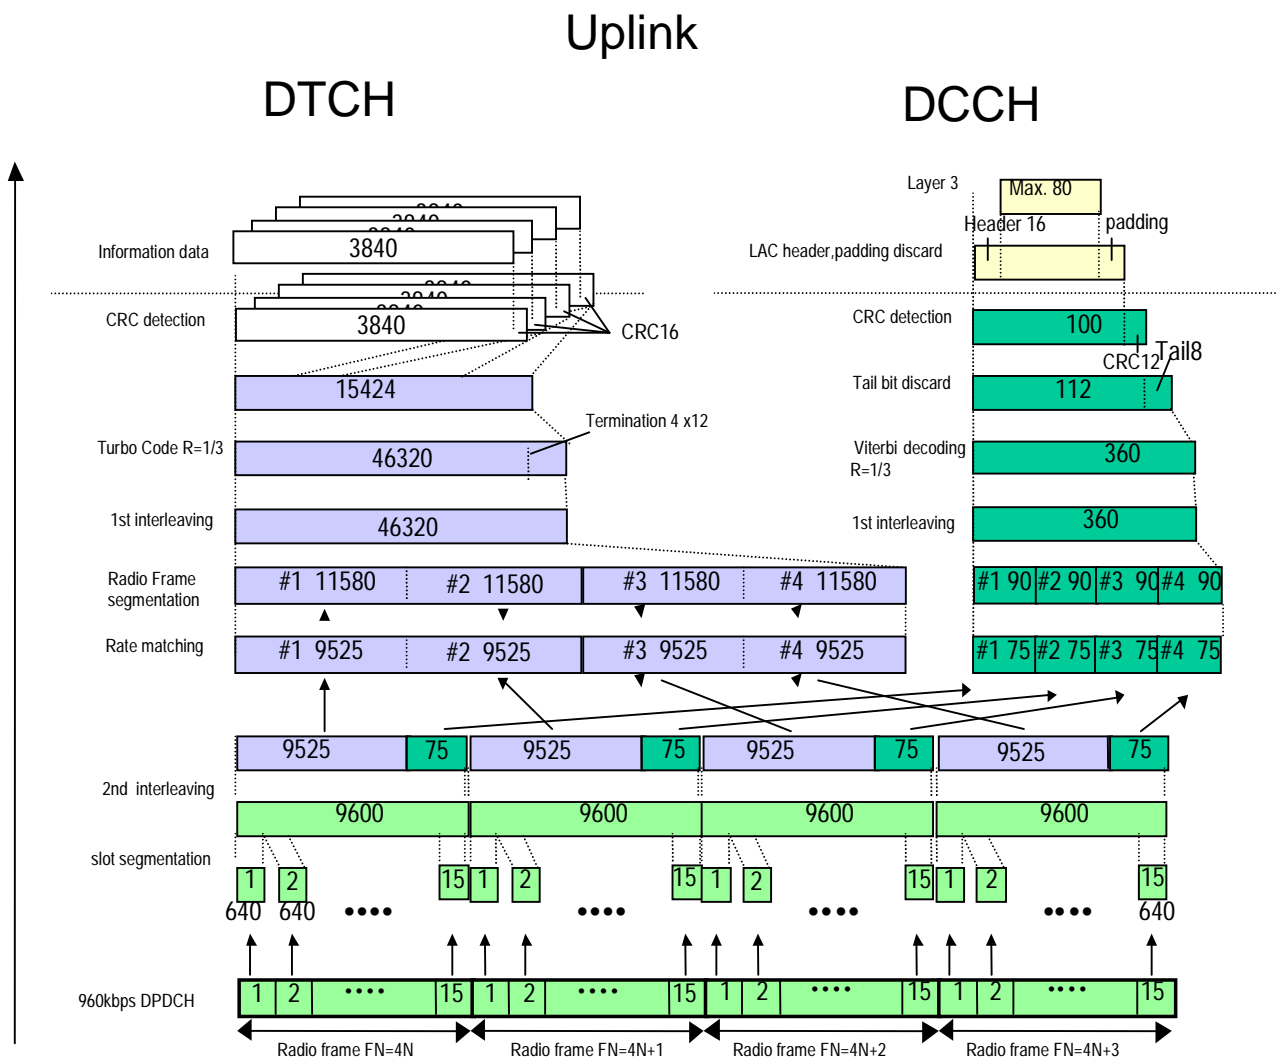 Uplink
DTCH
DCCH
Layer 3
Max. 80
Header 16
padding
3840
3840
3840
3840
Information data
LAC header,padding discard
3840
3840
3840
3840
CRC detection
CRC16
CRC detection
100
CRC12
Tail8
15424
Tail bit discard
112
Termination 4 x12
Turbo Code R=1/3
46320
Viterbi decoding
R=1/3
360
1st interleaving
46320
1st interleaving
360
Radio Frame
segmentation
#1 11580
#2 11580
#3 11580
#4 11580
#1 90
#2 90
#3 90
#4 90
Rate matching
#1 9525
#2 9525
#3 9525
#4 9525
#1 75
#2 75
#3 75
#4 75
9525
75
9525
75
9525
75
9525
75
2nd interleaving
9600
9600
9600
9600
slot segmentation
1
2
15
1
2
15
1
2
15
1
2
15
640
640
••••
••••
••••
••••
640
960kbps DPDCH
1
2
••••
15
1
2
••••
15
1
2
••••
15
1
2
••••
15
Radio frame FN=4N
Radio frame FN=4N+1
Radio frame FN=4N+2
Radio frame FN=4N+3